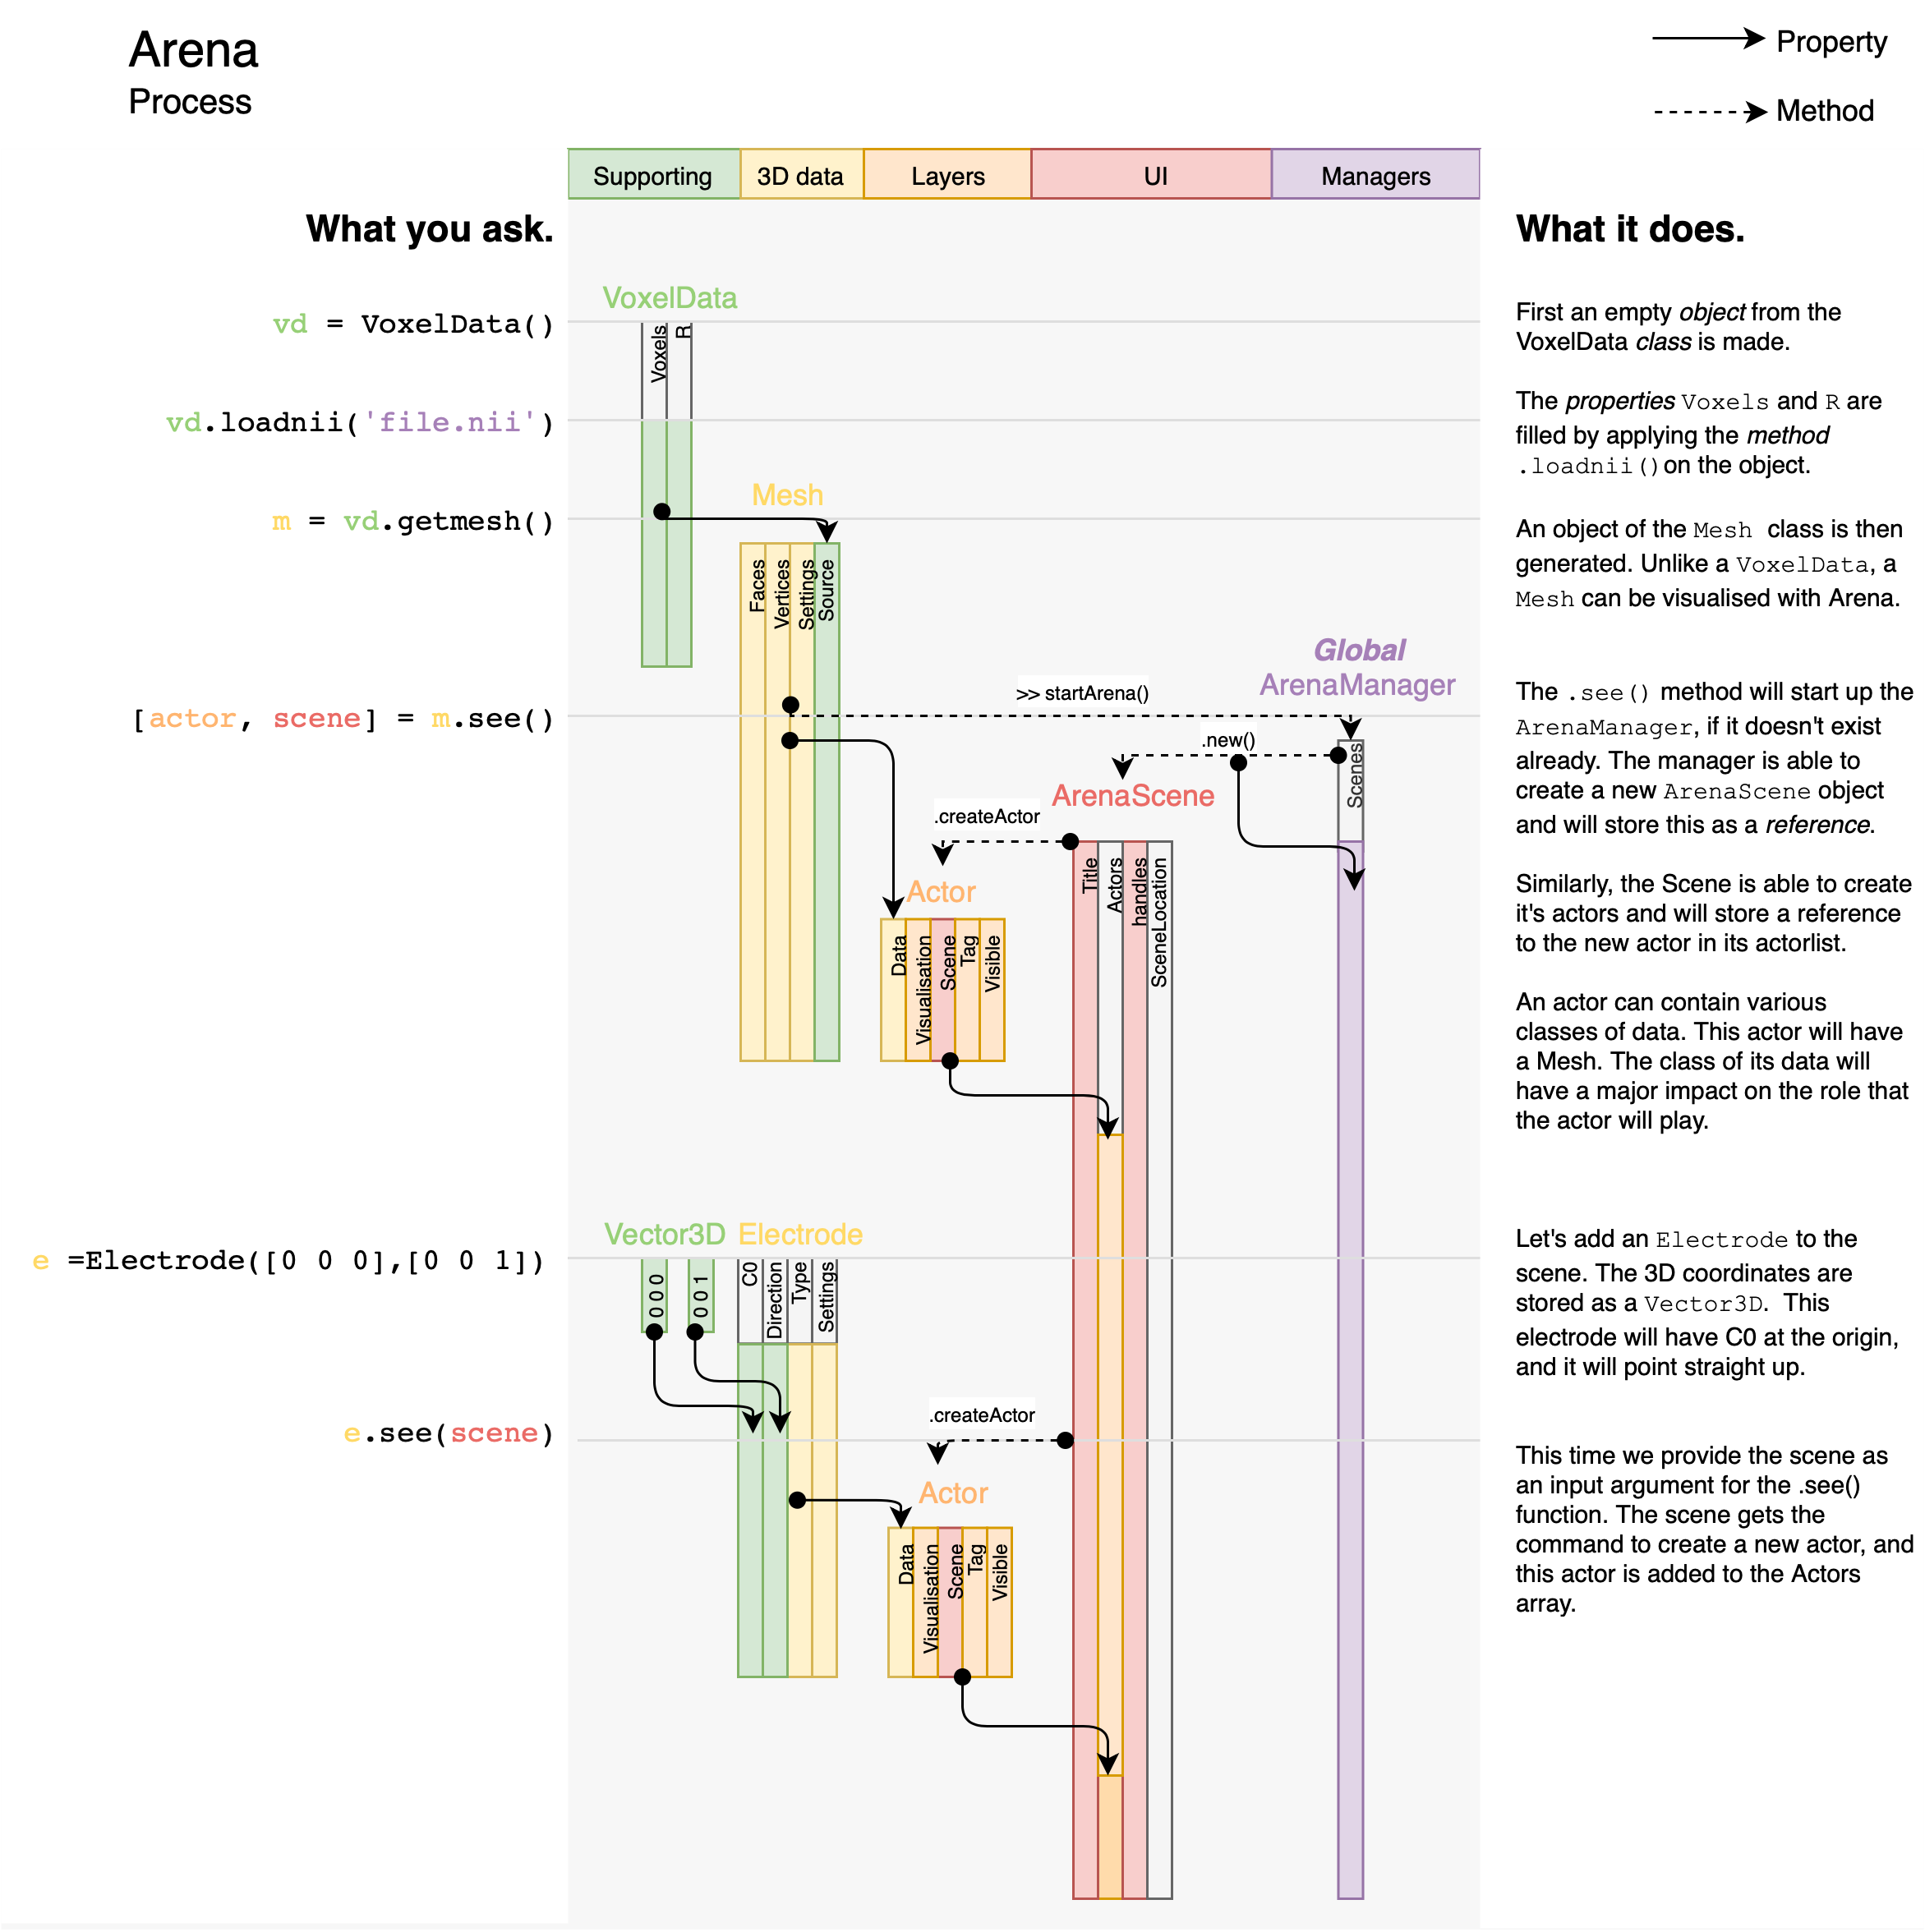 Arena
Process
Property
Method
Supporting
3D data
Layers
UI
Managers
What you ask.
What it does.
VoxelData
vd = VoxelData()
Voxels
R
First an empty object from the
VoxelData class is made.
vd.loadnii('file.nii')
The properties Voxels and R are
filled by applying the method
.loadnii()on the object.
Mesh
m = vd.getmesh()
Faces
Vertices
Settings
Source
An object of the Mesh class is then
generated. Unlike a VoxelData, a
Mesh can be visualised with Arena.
Global
ArenaManager
>> startArena()
[actor, scene] = m.see()
.new()
Scenes
ArenaScene
.createActor
Title
Actors
handles
SceneLocation
Actor
Data
Visualisation
Scene
Tag
Visible
The .see() method will start up the
ArenaManager, if it doesn't exist
already. The manager is able to
create a new ArenaScene object
and will store this as a reference.
Similarly, the Scene is able to create
it's actors and will store a reference
to the new actor in its actorlist.
An actor can contain various
classes of data. This actor will have
a Mesh. The class of its data will
have a major impact on the role that
the actor will play.
Vector3D
Electrode
e =Electrode([0 0 0],[0 0 1])
0 0 0
0 0 1
C0
Direction
Type
Settings
Let's add an Electrode to the
scene. The 3D coordinates are
stored as a Vector3D. This
electrode will have C0 at the origin,
and it will point straight up.
.createActor
e.see(scene)
Actor
Data
Visualisation
Scene
Tag
Visible
This time we provide the scene as
an input argument for the .see()
function. The scene gets the
command to create a new actor, and
this actor is added to the Actors
array.